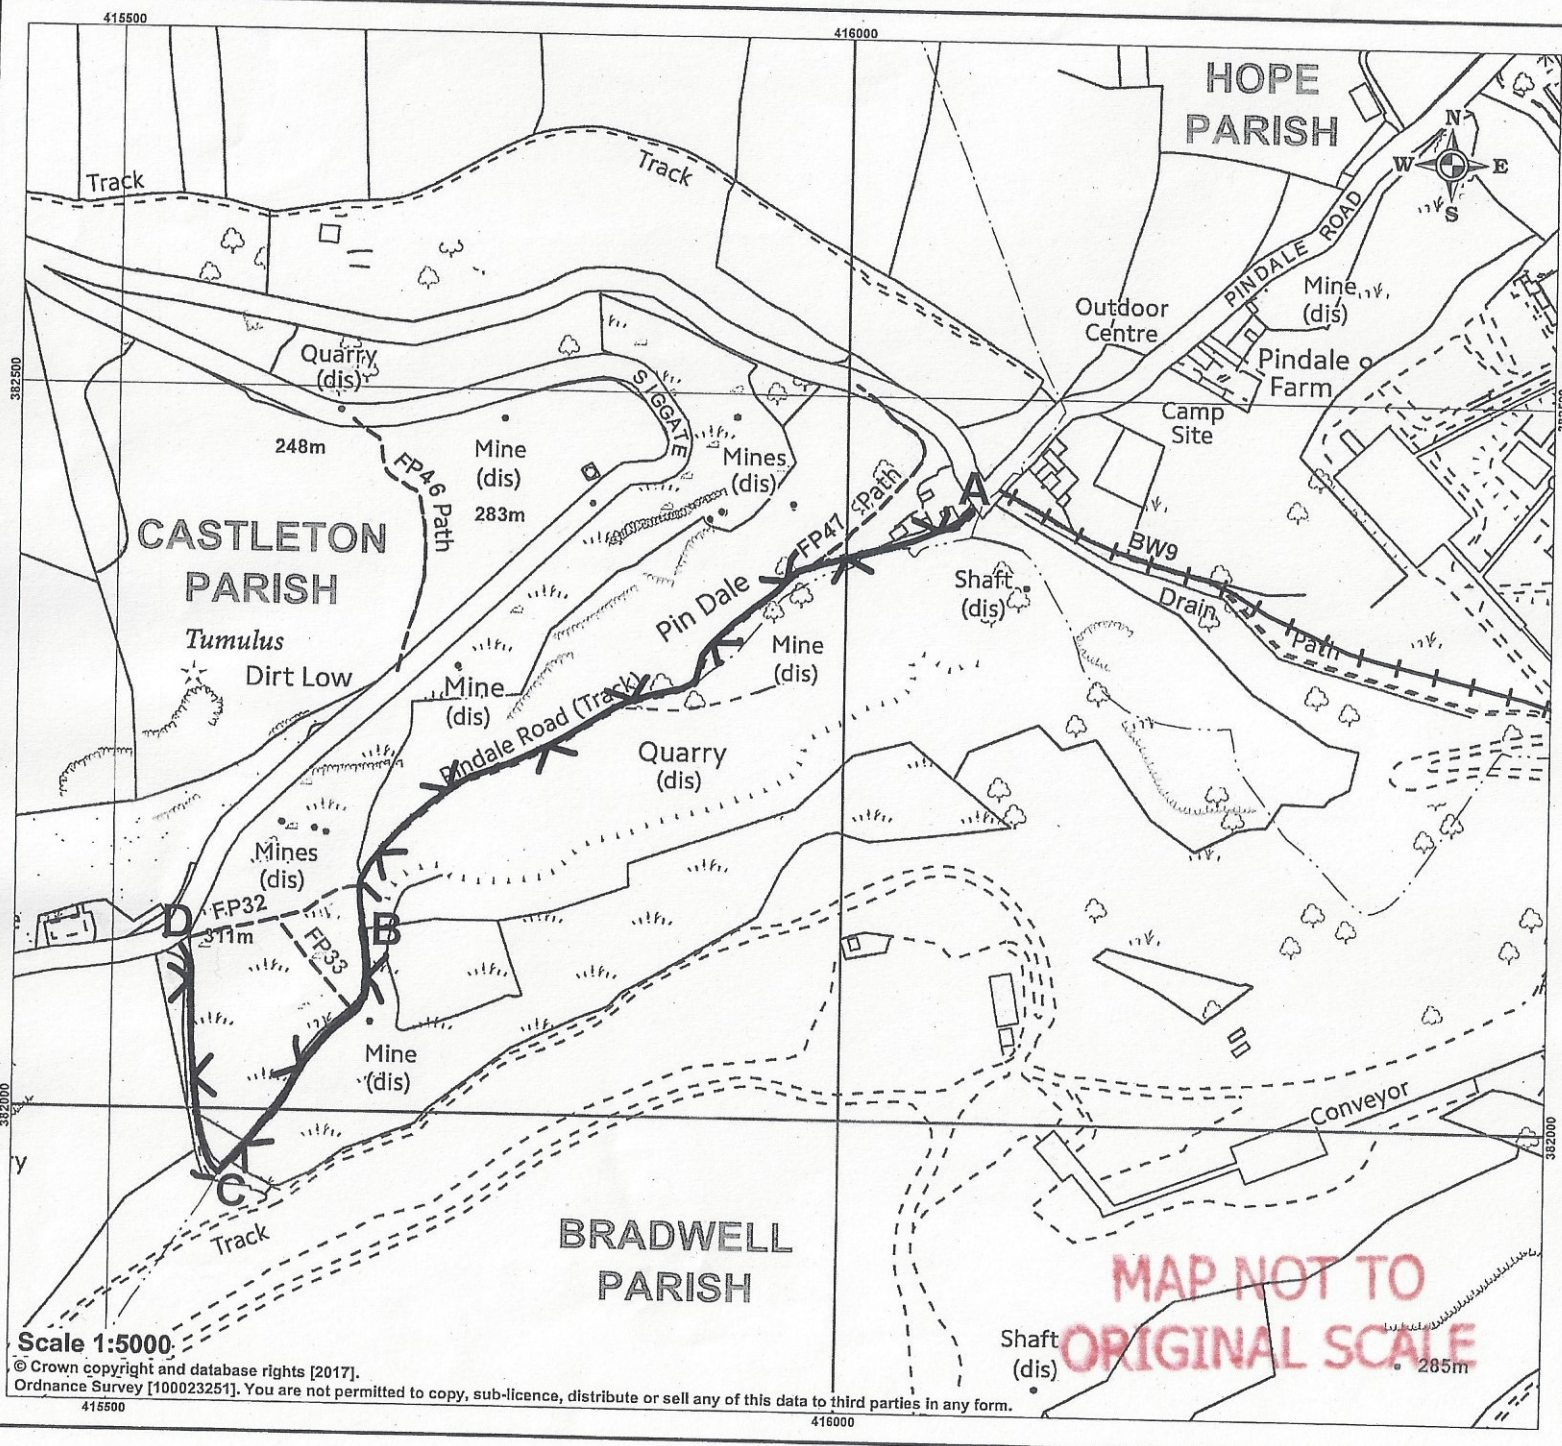 415500
416000
HOPE
PARISH
N
W
E
S
Track
Track
PINDALE ROAD
Mine
(dis)
Outdoor
Centre
Pindale
Farm
Quarry
(dis)
382500
SIGGATE
Camp
Site
248m
FP46 Path
Mine
(dis)
283m
Mines
(dis)
A
FP47
Path
BW9
CASTLETON
PARISH
Tumulus
Dirt Low
Pin Dale
Shaft
(dis)
Drain
Path
Mine
(dis)
Mine
(dis)
Pindale Road (Track)
Quarry
(dis)
Mines
(dis)
D
FP32
311m
FP33
B
Mine
(dis)
382000
382000
Conveyor
ry
C
Track
BRADWELL
PARISH
MAP NOT TO
ORIGINAL SCALE
Shaft
(dis)
285m
Scale 1:5000
© Crown copyright and database rights [2017].
Ordnance Survey [100023251]. You are not permitted to copy, sub-licence, distribute or sell any of this data to third parties in any form.
415500
416000